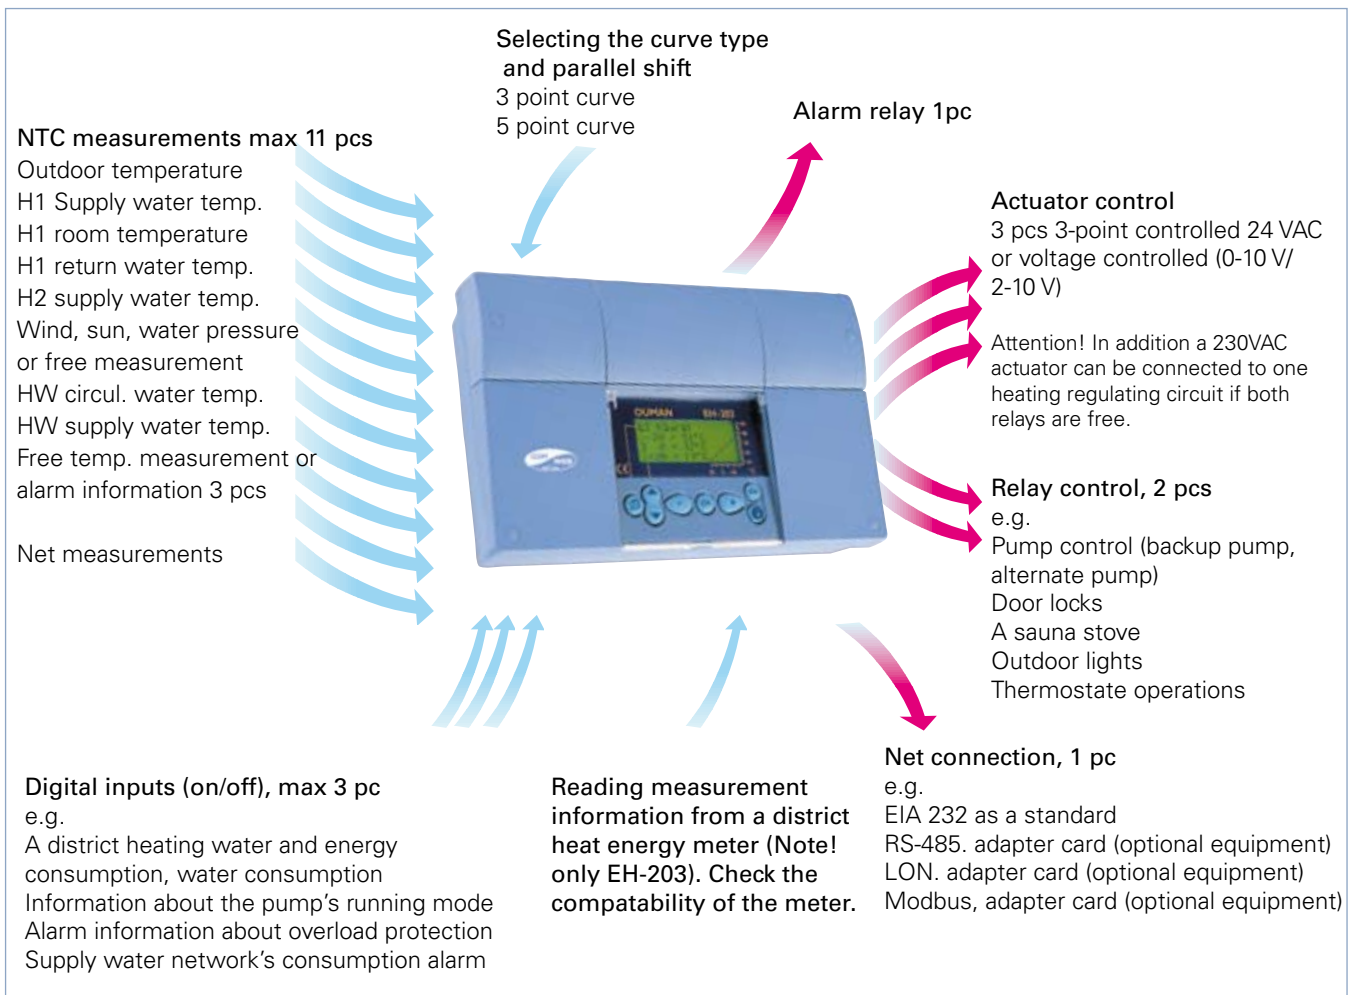 Selecting the curve type
and parallel shift
3 point curve
5 point curve
Alarm relay 1pc
NTC measurements max 11 pcs
Outdoor temperature
H1 Supply water temp.
H1 room temperature
H1 return water temp.
H2 supply water temp.
Wind, sun, water pressure
or free measurement
HW circul. water temp.
HW supply water temp.
Free temp. measurement or
alarm information 3 pcs
Net measurements
Actuator control
3 pcs 3-point controlled 24 VAC
or voltage controlled (0-10 V/
2-10 V)
Attention! In addition a 230VAC
actuator can be connected to one
heating regulating circuit if both
relays are free.
OUMAN EH-203
Relay control, 2 pcs
e.g.
Pump control (backup pump,
alternate pump)
Door locks
A sauna stove
Outdoor lights
Thermostate operations
Digital inputs (on/off), max 3 pc
e.g.
A district heating water and energy
consumption, water consumption
Information about the pump's running mode
Alarm information about overload protection
Supply water network's consumption alarm
Reading measurement
information from a district
heat energy meter (Note!
only EH-203). Check the
compatability of the meter.
Net connection, 1 pc
e.g.
EIA 232 as a standard
RS-485. adapter card (optional equipment)
LON. adapter card (optional equipment)
Modbus, adapter card (optional equipment)